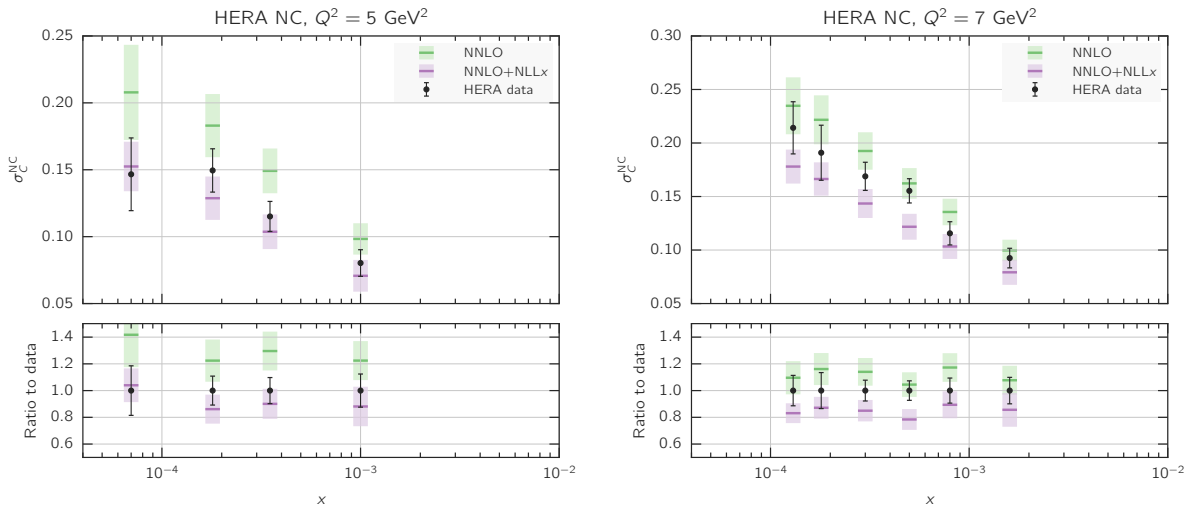 HERA NC, Q² = 5 GeV²
0.25
0.20
0.15
0.10
0.05
σ_C^NC
NNLO
NNLO+NLLx
HERA data
1.4
1.2
1.0
0.8
0.6
Ratio to data
10⁻⁴
10⁻³
10⁻²
x
HERA NC, Q² = 7 GeV²
0.30
0.25
0.20
0.15
0.10
0.05
σ_C^NC
NNLO
NNLO+NLLx
HERA data
1.4
1.2
1.0
0.8
0.6
Ratio to data
10⁻⁴
10⁻³
10⁻²
x